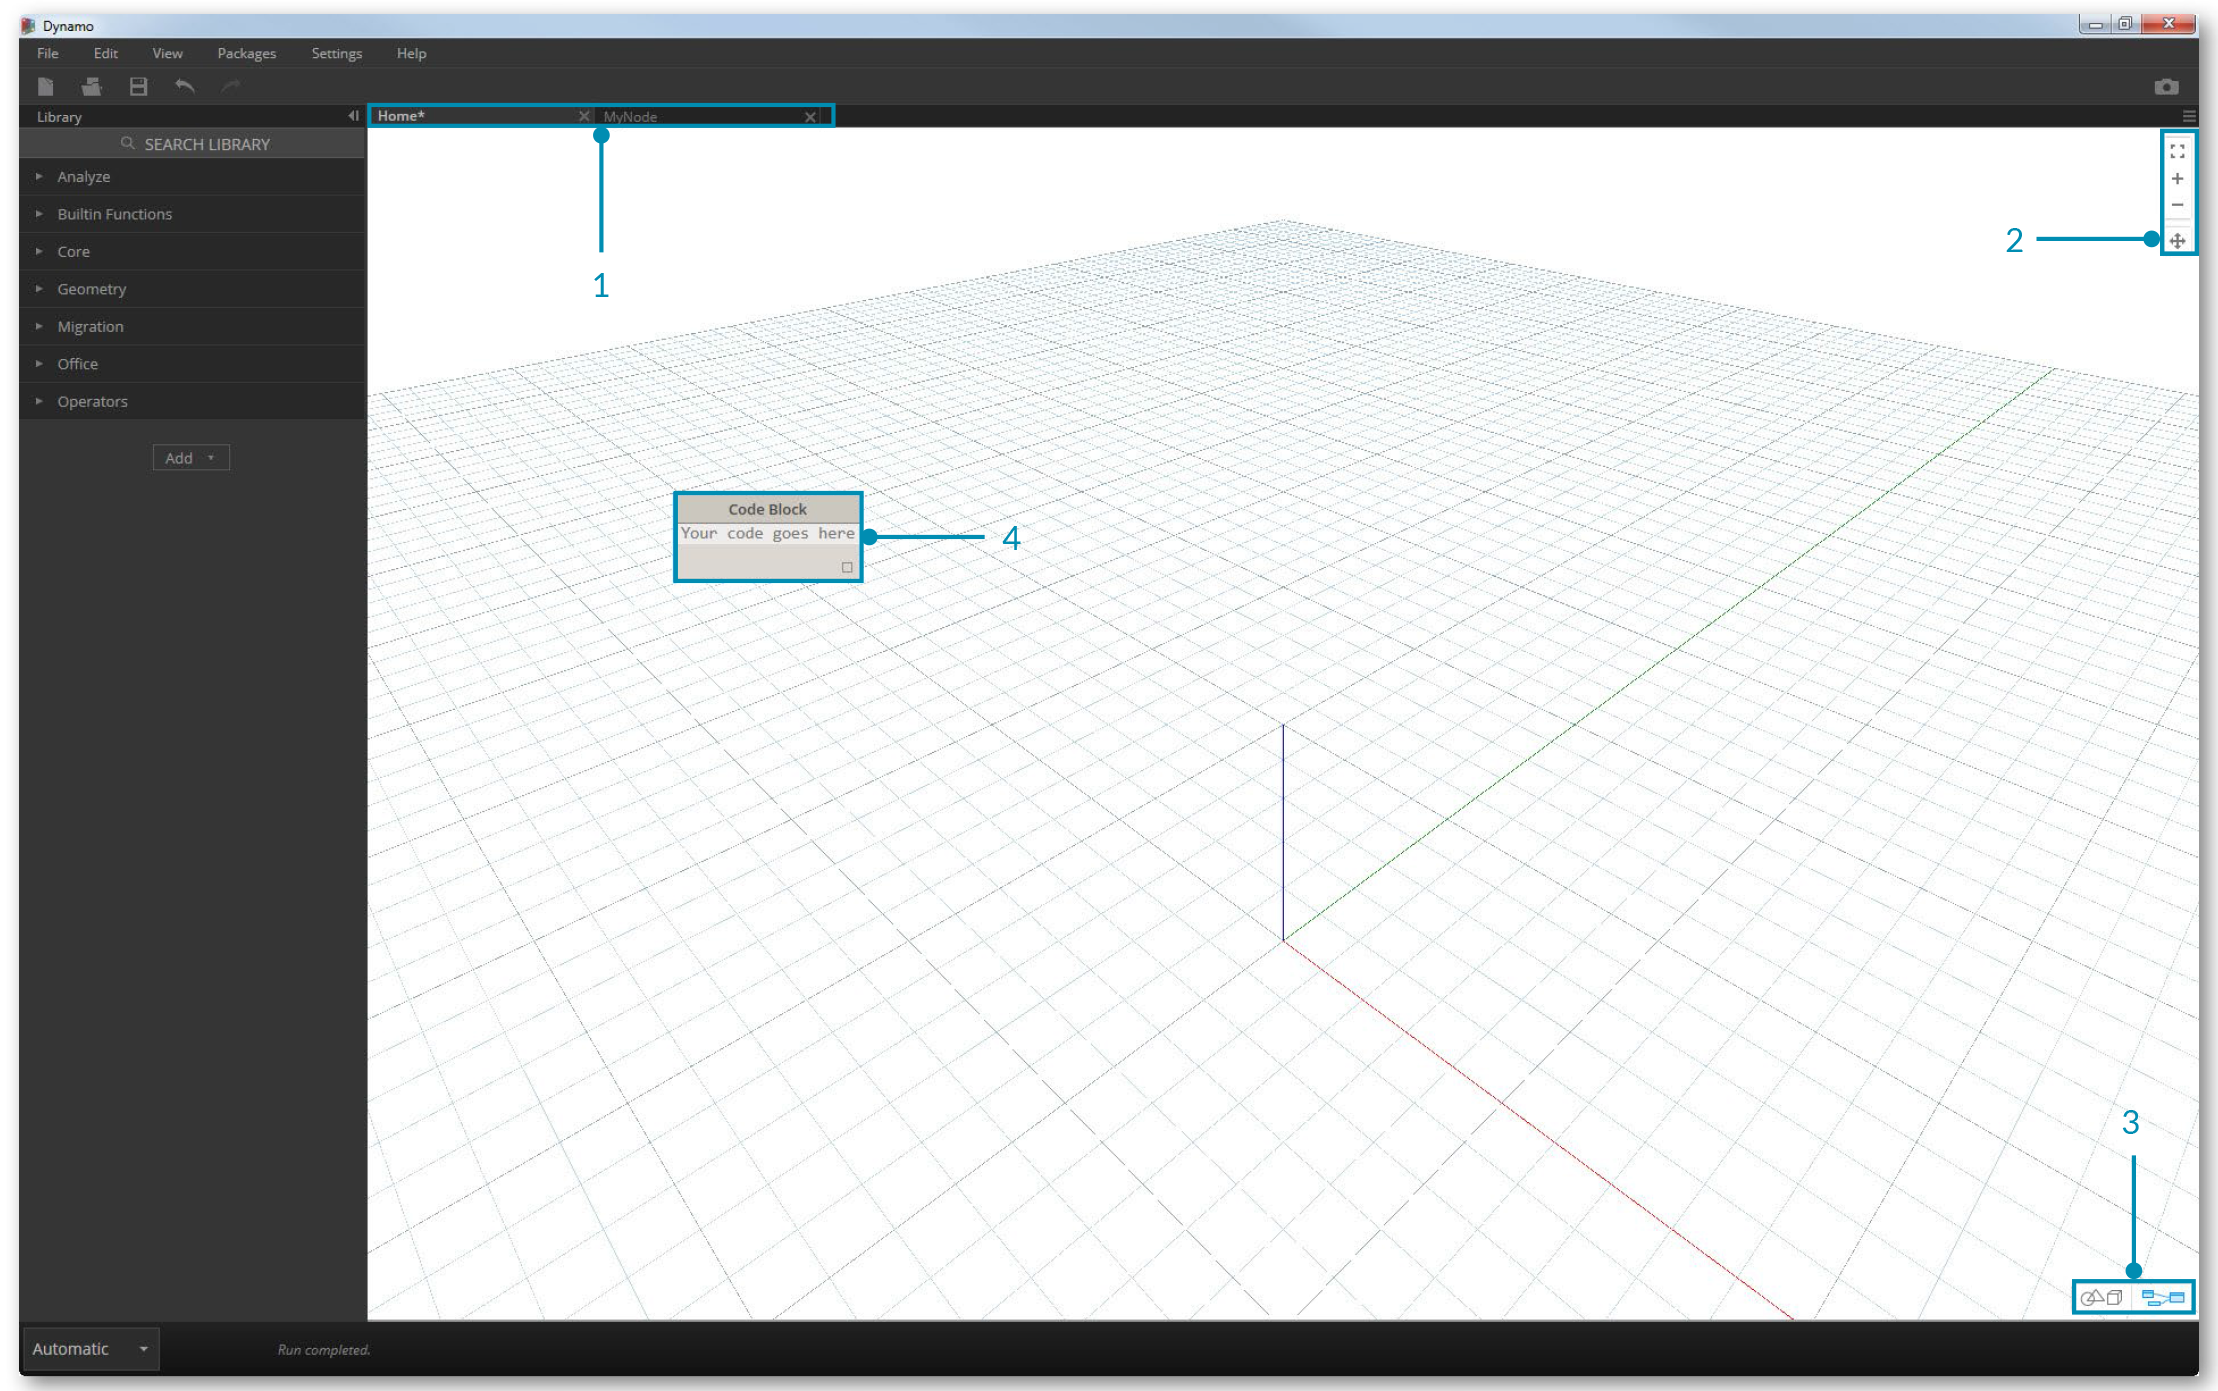 Dynamo
File Edit View Packages Settings Help
Library
Home* MyNode
SEARCH LIBRARY
Analyze
Builtin Functions
Core
Geometry
Migration
Office
Operators
Add
1
2
Code Block
Your code goes here
4
3
Automatic
Run completed.